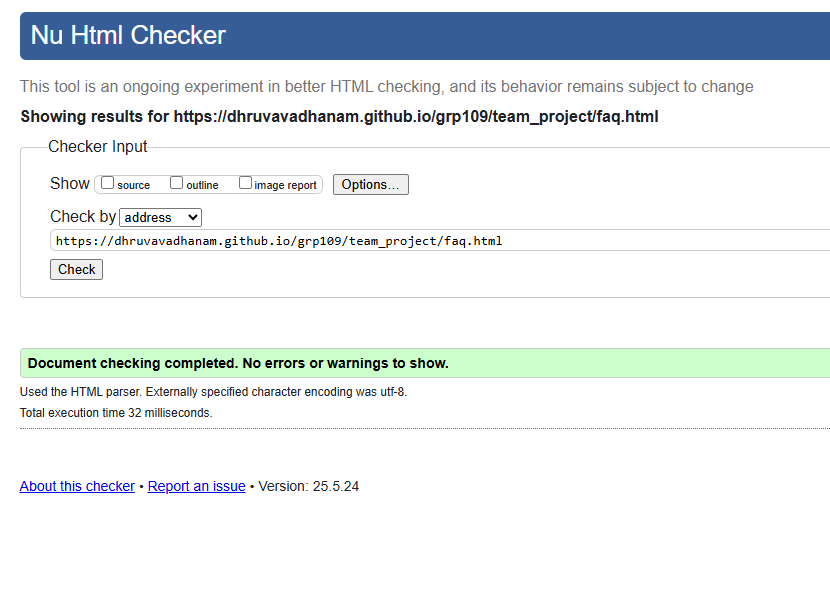 Nu Html Checker
This tool is an ongoing experiment in better HTML checking, and its behavior remains subject to change
Showing results for https://dhruvavadhanam.github.io/grp109/team_project/faq.html
Checker Input
Show source outline image report Options...
Check by address
https://dhruvavadhanam.github.io/grp109/team_project/faq.html
Check
Document checking completed. No errors or warnings to show.
Used the HTML parser. Externally specified character encoding was utf-8.
Total execution time 32 milliseconds.
About this checker • Report an issue • Version: 25.5.24